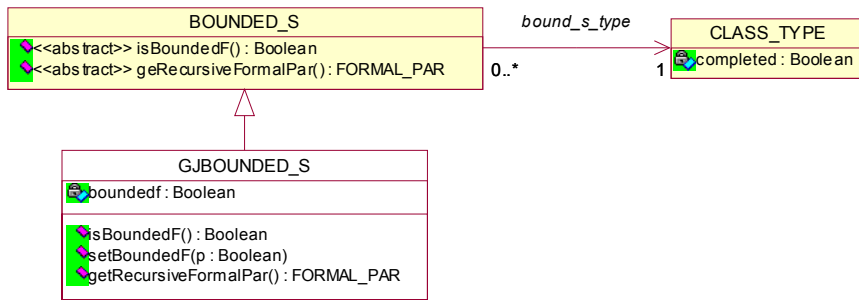 BOUNDED_S
<<abstract>> isBoundedF() : Boolean
<<abstract>> geRecursiveFormalPar() : FORMAL_PAR
bound_s_type
0..*
1
CLASS_TYPE
completed : Boolean
GJBOUNDED_S
boundedf : Boolean
isBoundedF() : Boolean
setBoundedF(p : Boolean)
getRecursiveFormalPar() : FORMAL_PAR